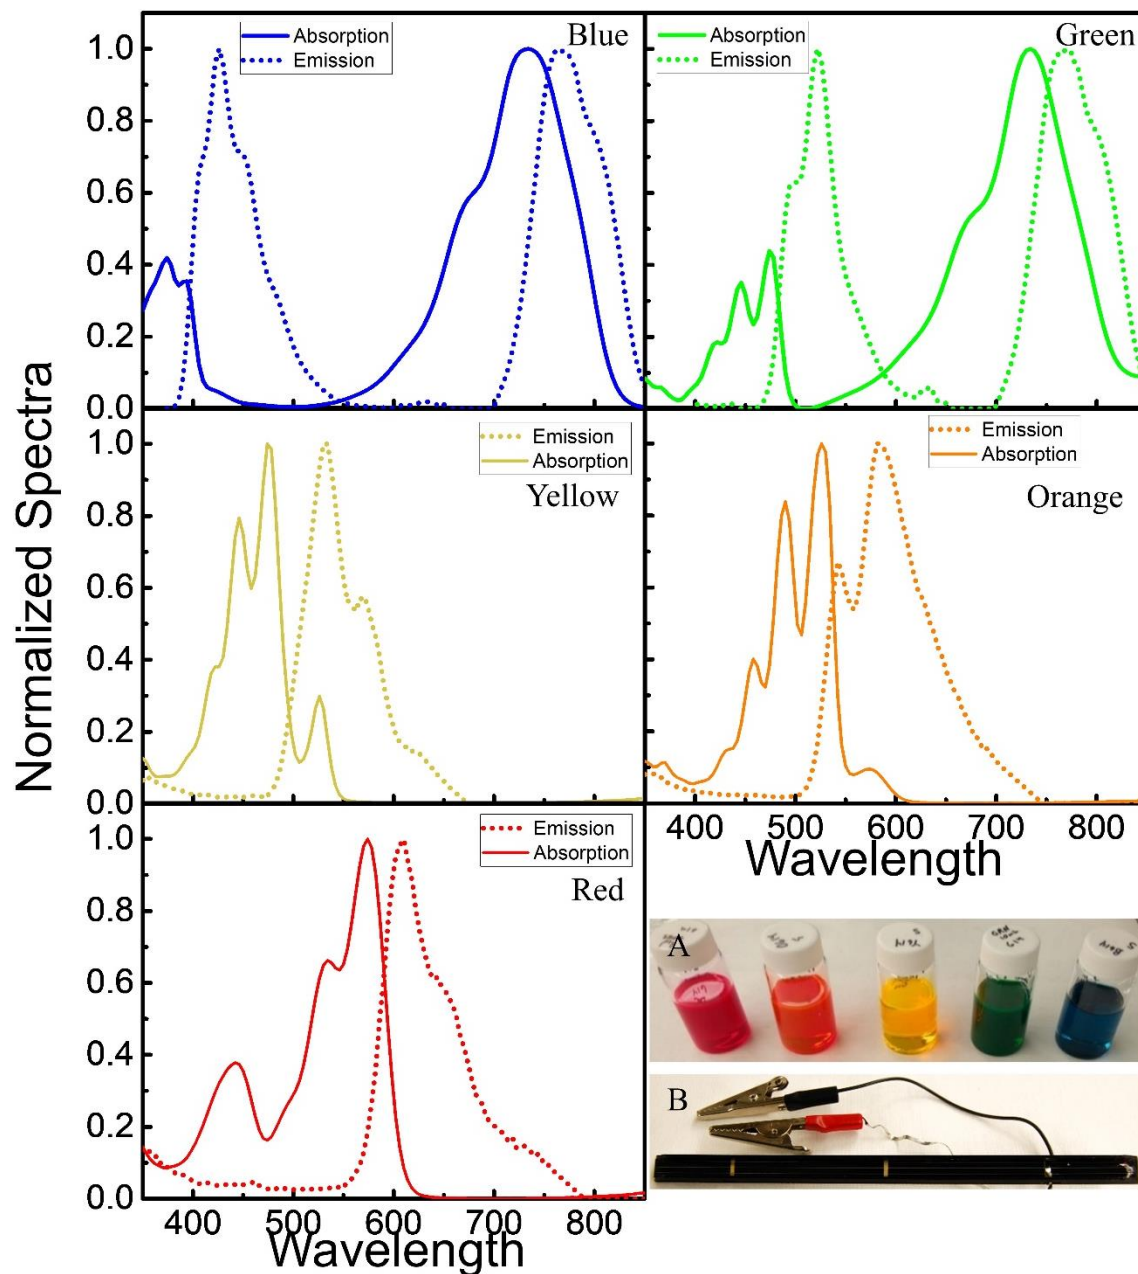 Absorption
Emission
Blue
Absorption
Emission
Green
1.0
0.8
0.6
0.4
0.2
0.0
Emission
Absorption
Yellow
Emission
Absorption
Orange
1.0
0.8
0.6
0.4
0.2
0.0
Normalized Spectra
400 500 600 700 800
Wavelength
Emission
Absorption
Red
1.0
0.8
0.6
0.4
0.2
0.0
400 500 600 700 800
Wavelength
A
B